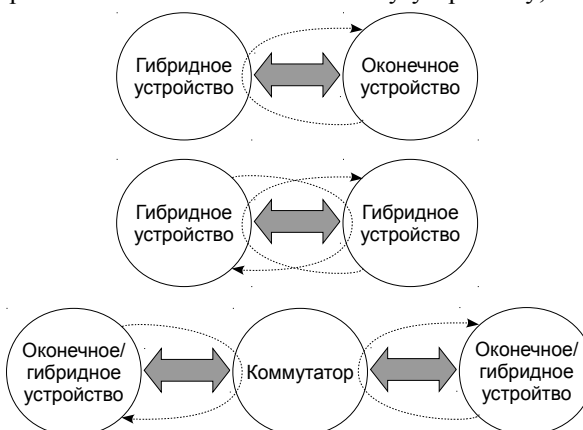 Гибридное
устройство
Оконечное
устройство
Гибридное
устройство
Гибридное
устройство
Оконечное/
гибридное
устройство
Коммутатор
Оконечное/
гибридное
устройтво